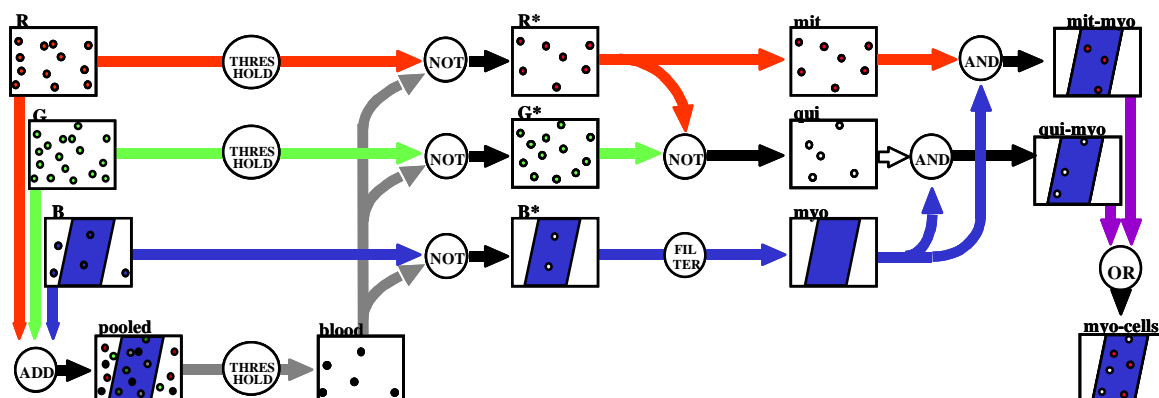 R
R*
mit
mit-myo
THRES
HOLD
NOT
AND
G
G*
qui
qui-myo
THRES
HOLD
NOT
NOT
AND
B
B*
myo
NOT
FIL
TER
OR
pooled
blood
myo-cells
ADD
THRES
HOLD